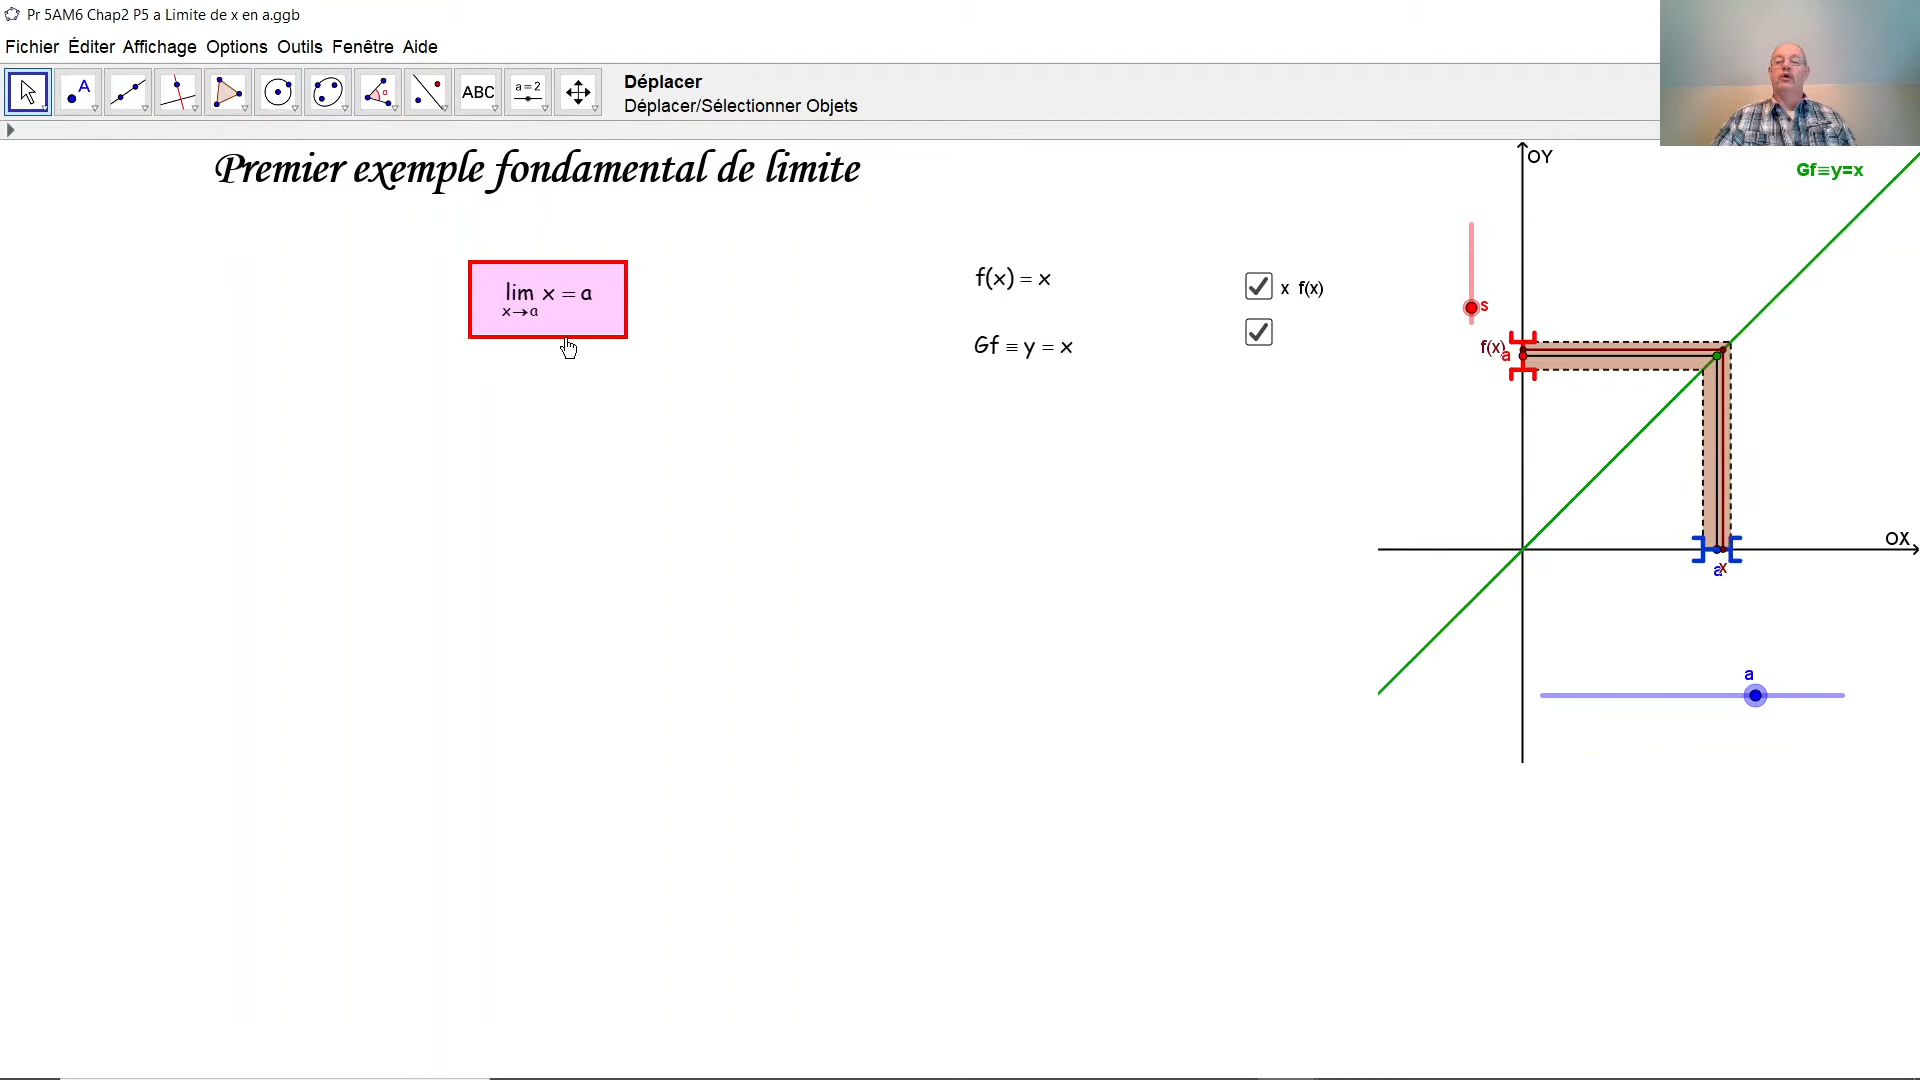 Pr 5AM6 Chap2 P5 a Limite de x en a.ggb
Fichier Éditer Affichage Options Outils Fenêtre Aide
A
α
ABC
a=2
Déplacer
Déplacer/Sélectionner Objets
Premier exemple fondamental de limite
OY
Gf≡y=x
lim x = a
x→a
f(x) = x
x f(x)
s
Gf ≡ y = x
f(x)
a
OX
a
x
a